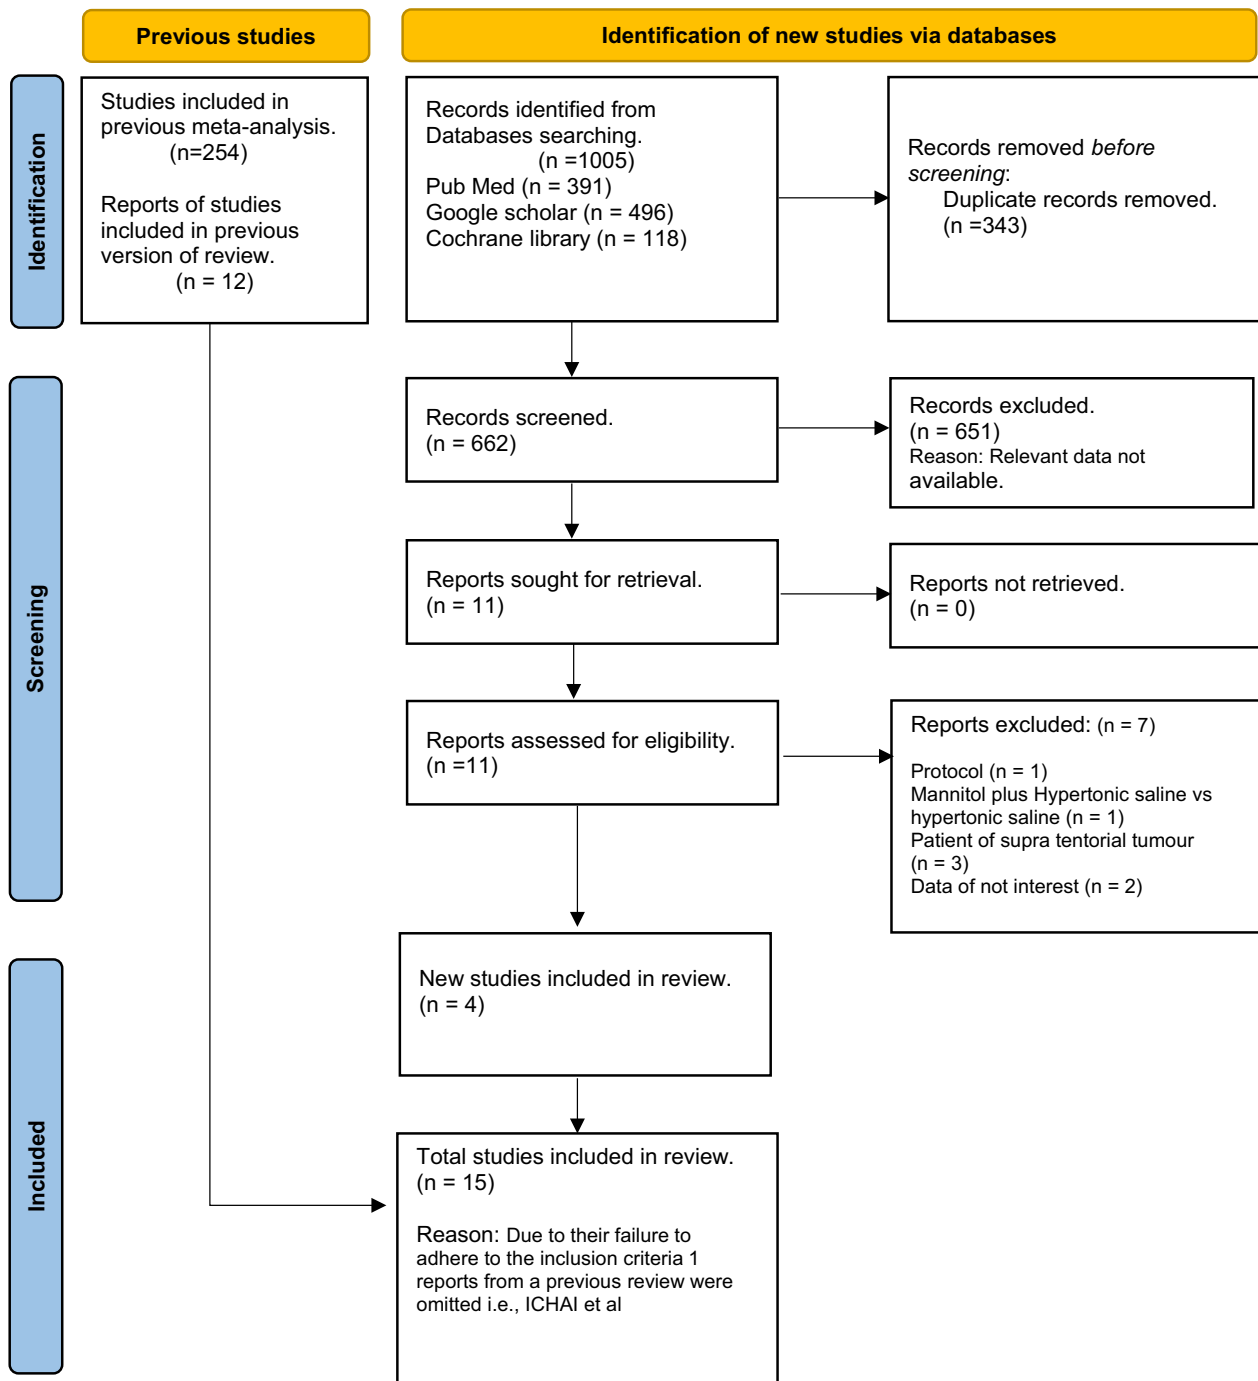 Previous studies
Identification of new studies via databases
Identification
Studies included in
previous meta-analysis.
(n=254)
Reports of studies
included in previous
version of review.
(n = 12)
Records identified from
Databases searching.
(n =1005)
Pub Med (n = 391)
Google scholar (n = 496)
Cochrane library (n = 118)
Records removed before
screening:
Duplicate records removed.
(n =343)
Screening
Records screened.
(n = 662)
Records excluded.
(n = 651)
Reason: Relevant data not
available.
Reports sought for retrieval.
(n = 11)
Reports not retrieved.
(n = 0)
Reports assessed for eligibility.
(n =11)
Reports excluded: (n = 7)
Protocol (n = 1)
Mannitol plus Hypertonic saline vs
hypertonic saline (n = 1)
Patient of supra tentorial tumour
(n = 3)
Data of not interest (n = 2)
Included
New studies included in review.
(n = 4)
Total studies included in review.
(n = 15)
Reason: Due to their failure to
adhere to the inclusion criteria 1
reports from a previous review were
omitted i.e., ICHAI et al